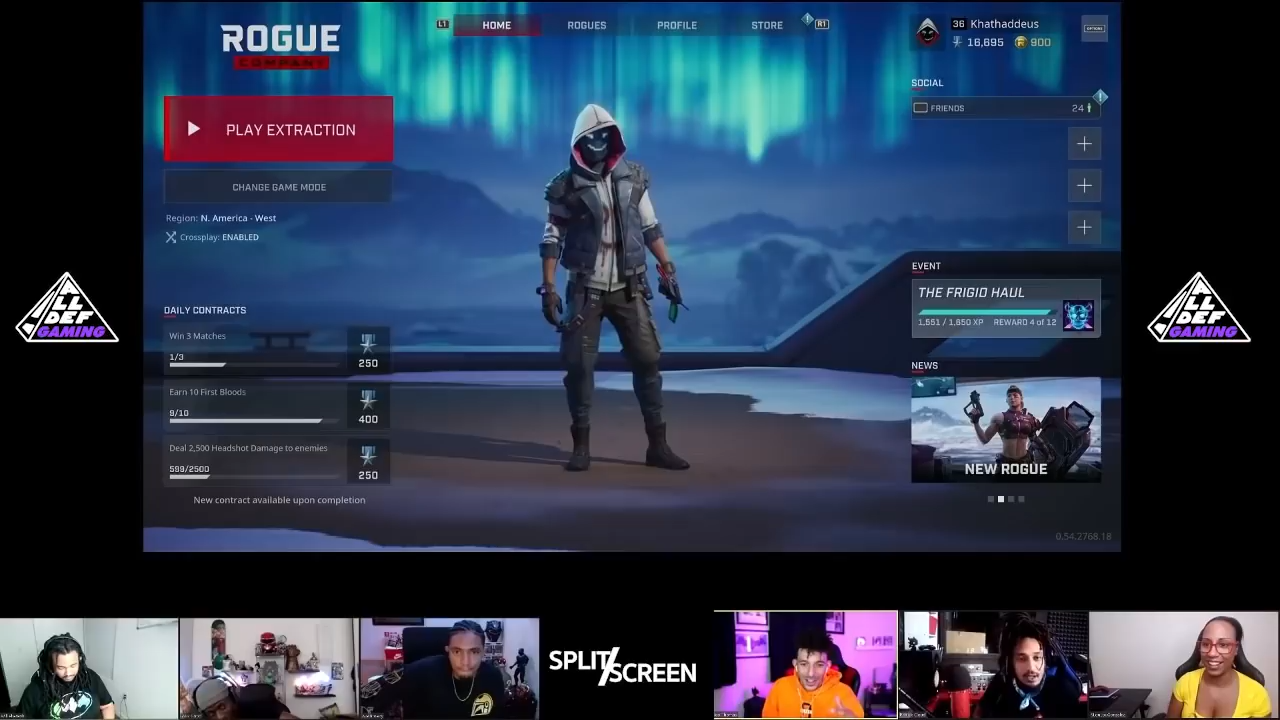 ROGUE
COMPANY
L1
HOME
ROGUES
PROFILE
STORE
R1
36 Khathaddeus
16,695
900
OPTIONS
PLAY EXTRACTION
CHANGE GAME MODE
Region: N. America - West
Crossplay: ENABLED
SOCIAL
FRIENDS
24
DAILY CONTRACTS
Win 3 Matches
1/3
250
Earn 10 First Bloods
9/10
400
Deal 2,500 Headshot Damage to enemies
599/2500
250
New contract available upon completion
EVENT
THE FRIGID HAUL
1,551 / 1,850 XP REWARD 4 of 12
NEWS
NEW ROGUE
0.54.2768.18
ALL
DEF
GAMING
ALL
DEF
GAMING
SPLIT/SCREEN